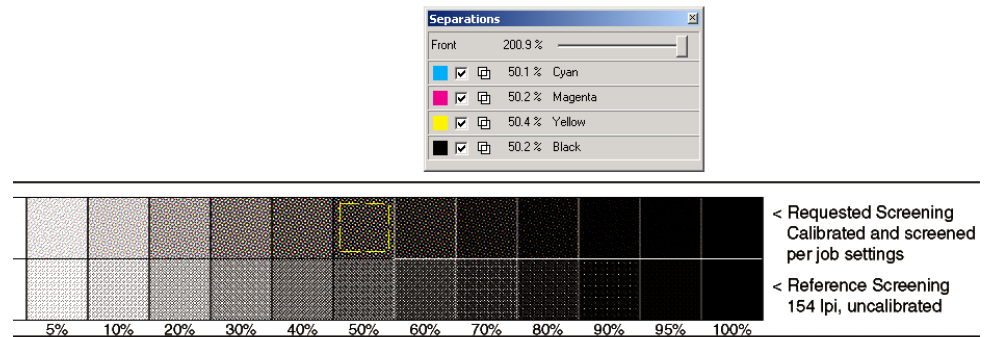 Separations
Front 200.9 %
50.1 % Cyan
50.2 % Magenta
50.4 % Yellow
50.2 % Black
< Requested Screening
Calibrated and screened
per job settings
< Reference Screening
154 lpi, uncalibrated
5% 10% 20% 30% 40% 50% 60% 70% 80% 90% 95% 100%